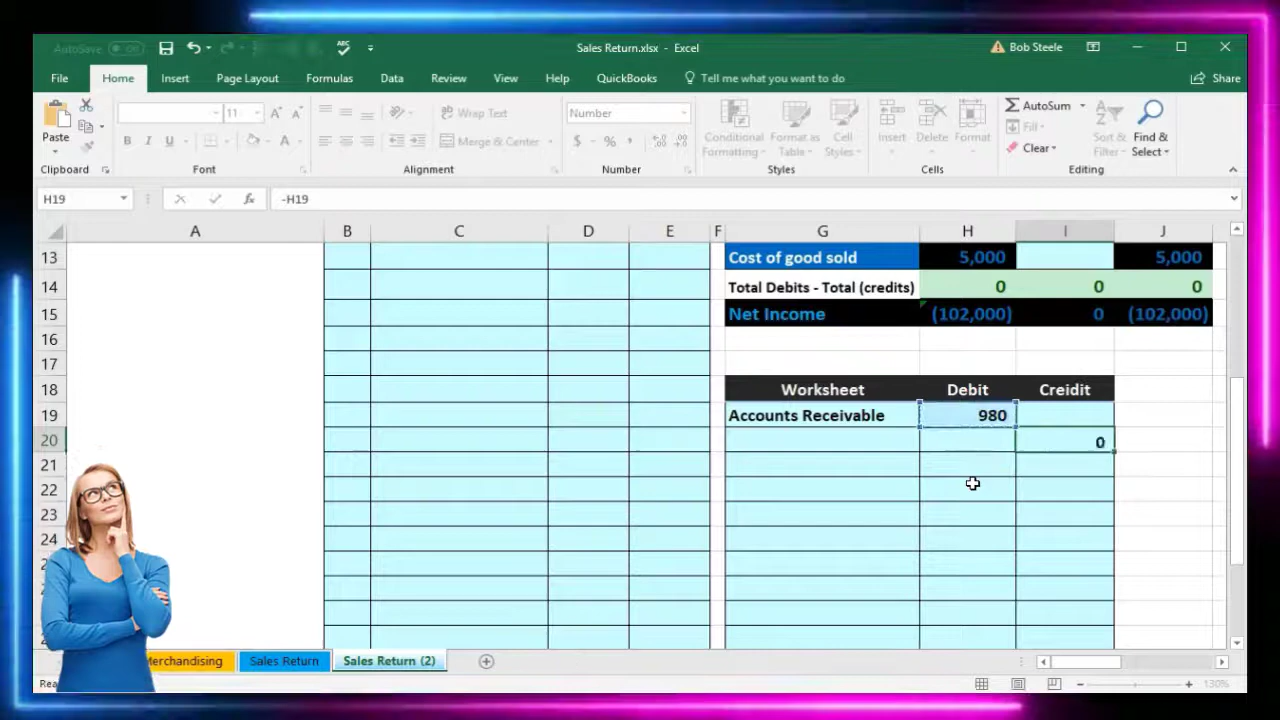 AutoSave Off
Sales Return.xlsx - Excel
Bob Steele
File Home Insert Page Layout Formulas Data Review View Help QuickBooks Tell me what you want to do Share
Paste
11
A A
Wrap Text
Number
AutoSum
B I U
A
Merge & Center
$ % ,
Conditional Formatting
Format as Table
Cell Styles
Insert Delete Format
Fill
Clear
Sort & Filter
Find & Select
Clipboard Font Alignment Number Styles Cells Editing
H19 fx -H19
A B C D E F G H I J
13 Cost of good sold 5,000 5,000
14 Total Debits - Total (credits) 0 0 0
15 Net Income (102,000) 0 (102,000)
16
17
18 Worksheet Debit Creidit
19 Accounts Receivable 980
20 0
21
22
23
24
Merchandising Sales Return Sales Return (2)
130%